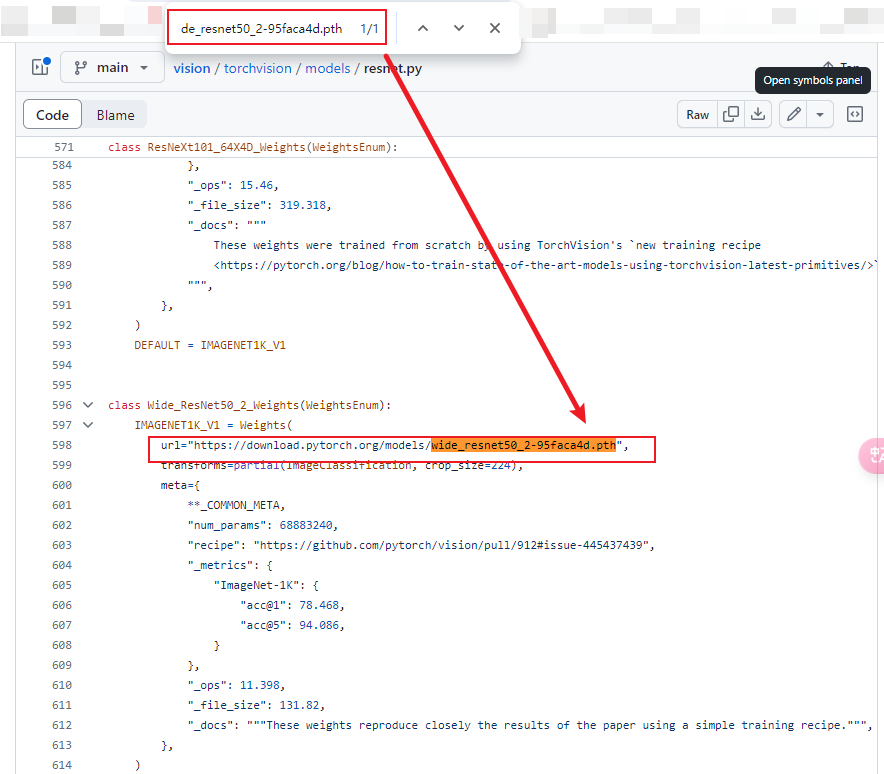 de_resnet50_2-95faca4d.pth 1/1
main vision / torchvision / models / resnet.py
Open symbols panel
Code Blame Raw
571 class ResNeXt101_64X4D_Weights(WeightsEnum):
584 },
585 "_ops": 15.46,
586 "_file_size": 319.318,
587 "_docs": """
588 These weights were trained from scratch by using TorchVision's `new training recipe
589 <https://pytorch.org/blog/how-to-train-state-of-the-art-models-using-torchvision-latest-primitives/>`
590 """,
591 },
592 )
593 DEFAULT = IMAGENET1K_V1
594
595
596 class Wide_ResNet50_2_Weights(WeightsEnum):
597 IMAGENET1K_V1 = Weights(
598 url="https://download.pytorch.org/models/wide_resnet50_2-95faca4d.pth",
599 transforms=partial(ImageClassification, crop_size=224),
600 meta={
601 **_COMMON_META,
602 "num_params": 68883240,
603 "recipe": "https://github.com/pytorch/vision/pull/912#issue-445437439",
604 "_metrics": {
605 "ImageNet-1K": {
606 "acc@1": 78.468,
607 "acc@5": 94.086,
608 }
609 },
610 "_ops": 11.398,
611 "_file_size": 131.82,
612 "_docs": """These weights reproduce closely the results of the paper using a simple training recipe.""",
613 },
614 )